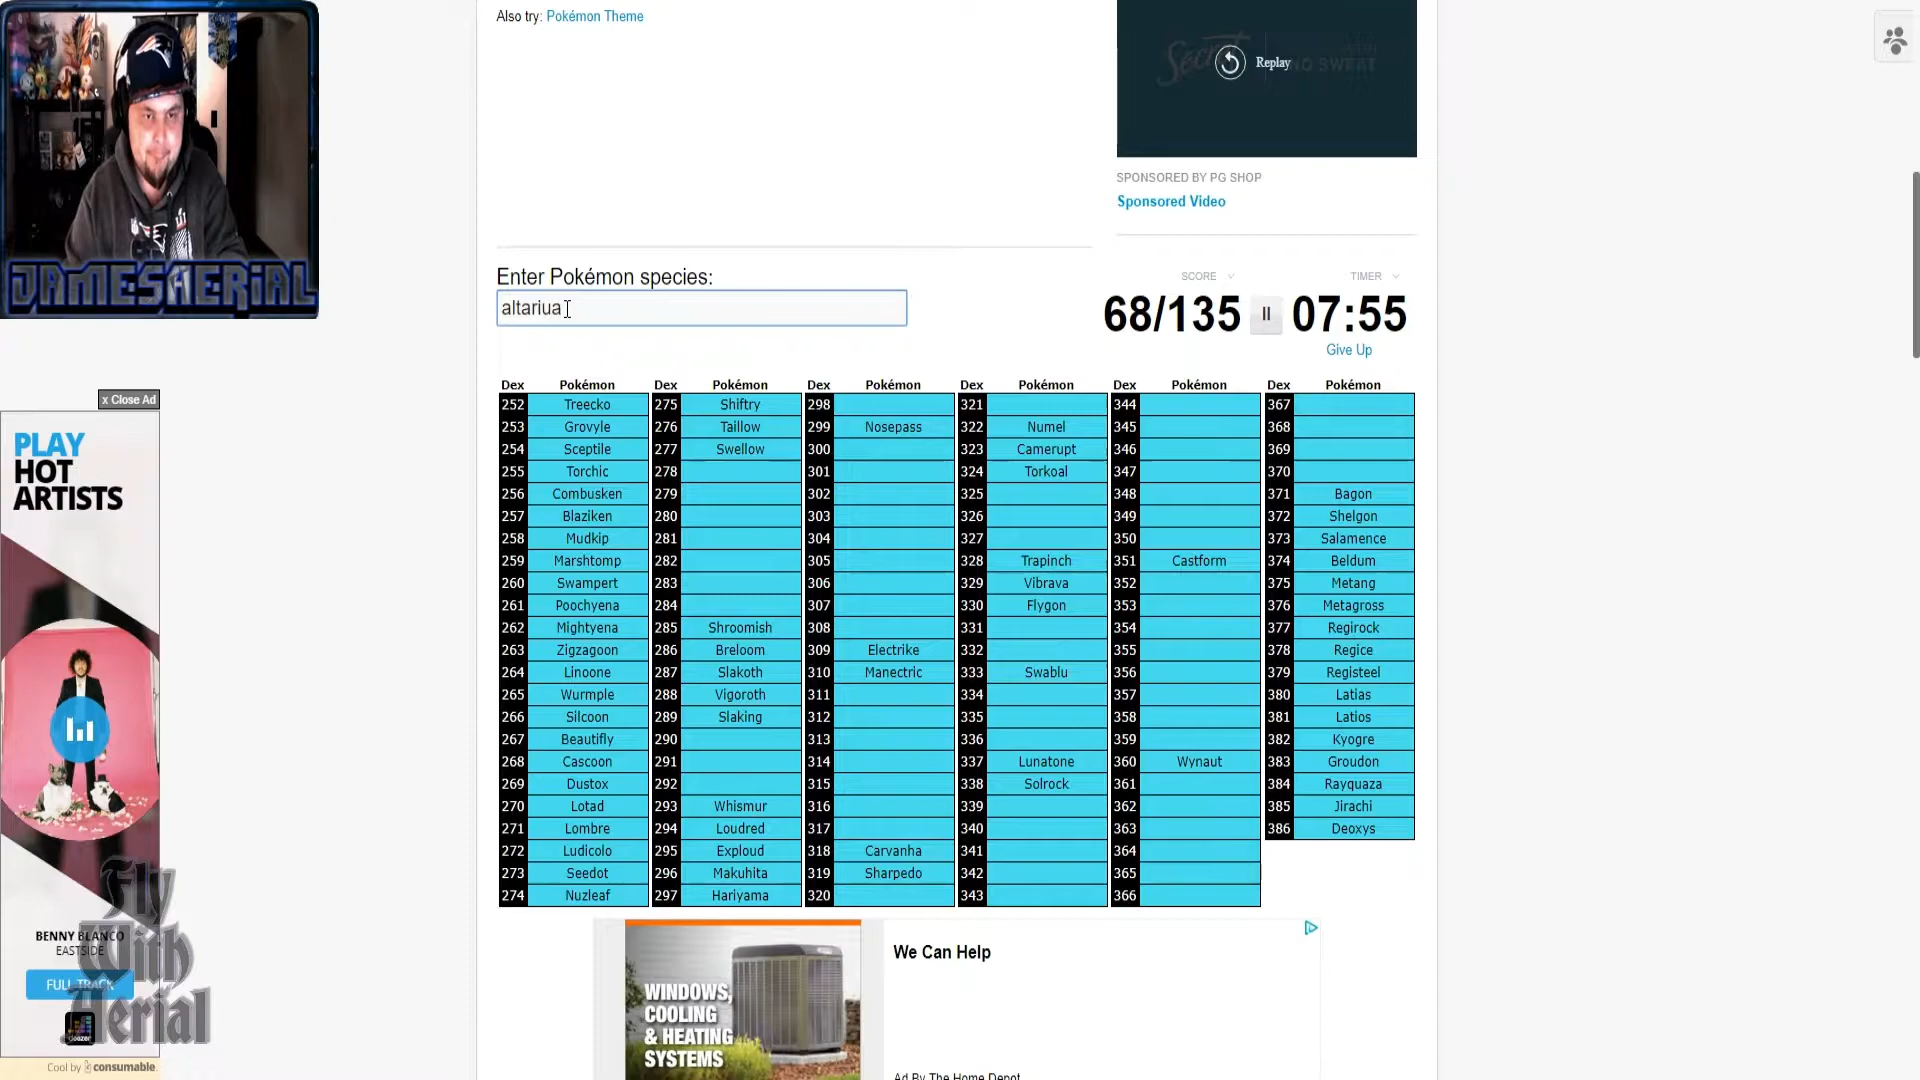 Also try: Pokémon Theme
Secret
NO SWEAT
Replay
SPONSORED BY PG SHOP
Sponsored Video
JAMESAERIAL
Enter Pokémon species:
altariua
SCORE
TIMER
68/135
07:55
Give Up
x Close Ad
PLAY
HOT
ARTISTS
BENNY BLANCO
EASTSIDE
FULL TRACK
deezer
Fly
With
Aerial
Cool by consumable.
Dex Pokémon Dex Pokémon Dex Pokémon Dex Pokémon Dex Pokémon Dex Pokémon
252 Treecko 275 Shiftry 298 321 344 367
253 Grovyle 276 Taillow 299 Nosepass 322 Numel 345 368
254 Sceptile 277 Swellow 300 323 Camerupt 346 369
255 Torchic 278 301 324 Torkoal 347 370
256 Combusken 279 302 325 348 371 Bagon
257 Blaziken 280 303 326 349 372 Shelgon
258 Mudkip 281 304 327 350 373 Salamence
259 Marshtomp 282 305 328 Trapinch 351 Castform 374 Beldum
260 Swampert 283 306 329 Vibrava 352 375 Metang
261 Poochyena 284 307 330 Flygon 353 376 Metagross
262 Mightyena 285 Shroomish 308 331 354 377 Regirock
263 Zigzagoon 286 Breloom 309 Electrike 332 355 378 Regice
264 Linoone 287 Slakoth 310 Manectric 333 Swablu 356 379 Registeel
265 Wurmple 288 Vigoroth 311 334 357 380 Latias
266 Silcoon 289 Slaking 312 335 358 381 Latios
267 Beautifly 290 313 336 359 382 Kyogre
268 Cascoon 291 314 337 Lunatone 360 Wynaut 383 Groudon
269 Dustox 292 315 338 Solrock 361 384 Rayquaza
270 Lotad 293 Whismur 316 339 362 385 Jirachi
271 Lombre 294 Loudred 317 340 363 386 Deoxys
272 Ludicolo 295 Exploud 318 Carvanha 341 364
273 Seedot 296 Makuhita 319 Sharpedo 342 365
274 Nuzleaf 297 Hariyama 320 343 366
WINDOWS,
COOLING
& HEATING
SYSTEMS
We Can Help
Ad By The Home Depot